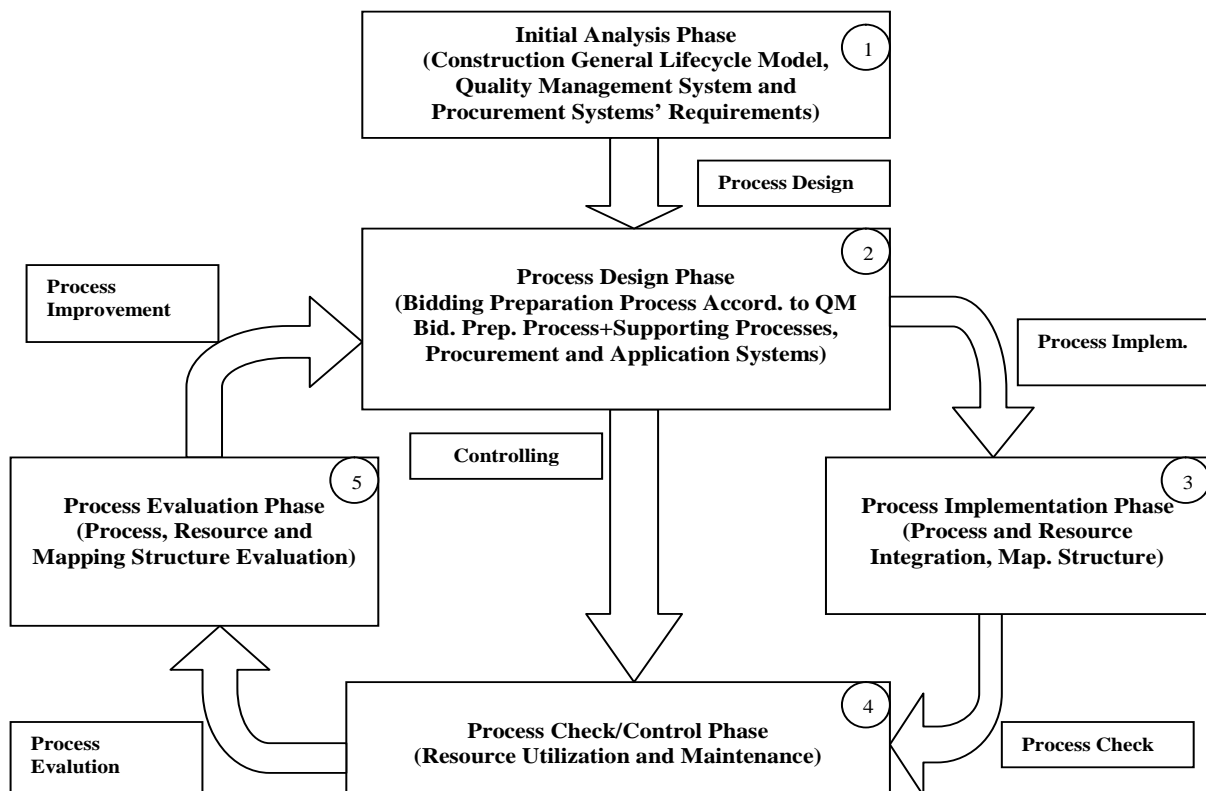 Initial Analysis Phase
(Construction General Lifecycle Model,
Quality Management System and
Procurement Systems’ Requirements)
1
Process Design
2
Process Design Phase
(Bidding Preparation Process Accord. to QM
Bid. Prep. Process+Supporting Processes,
Procurement and Application Systems)
Process
Improvement
Process Implem.
Controlling
5
Process Evaluation Phase
(Process, Resource and
Mapping Structure Evaluation)
3
Process Implementation Phase
(Process and Resource
Integration, Map. Structure)
4
Process Check/Control Phase
(Resource Utilization and Maintenance)
Process
Evalution
Process Check